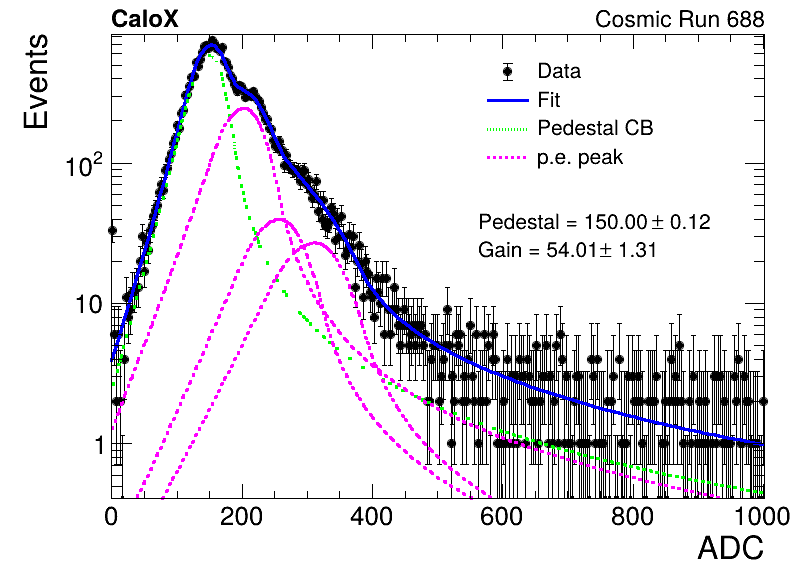 CaloX Cosmic Run 688
Events
Data
Fit
Pedestal CB
p.e. peak
Pedestal = 150.00 ± 0.12
Gain = 54.01 ± 1.31
10²
10
1
0 200 400 600 800 1000
ADC